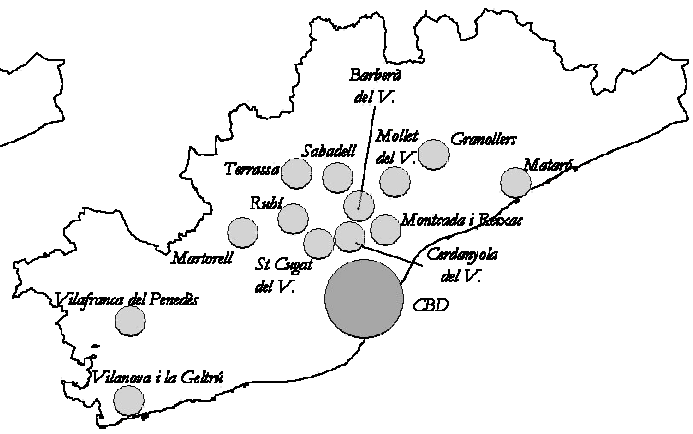 Barberà
del V.
Mollet
del V.
Granollers
Sabadell
Terrassa
Mataró
Rubí
Montcada i Reixac
Martorell
St Cugat
del V.
Cerdanyola
del V.
CBD
Vilafranca del Penedès
Vilanova i la Geltrú